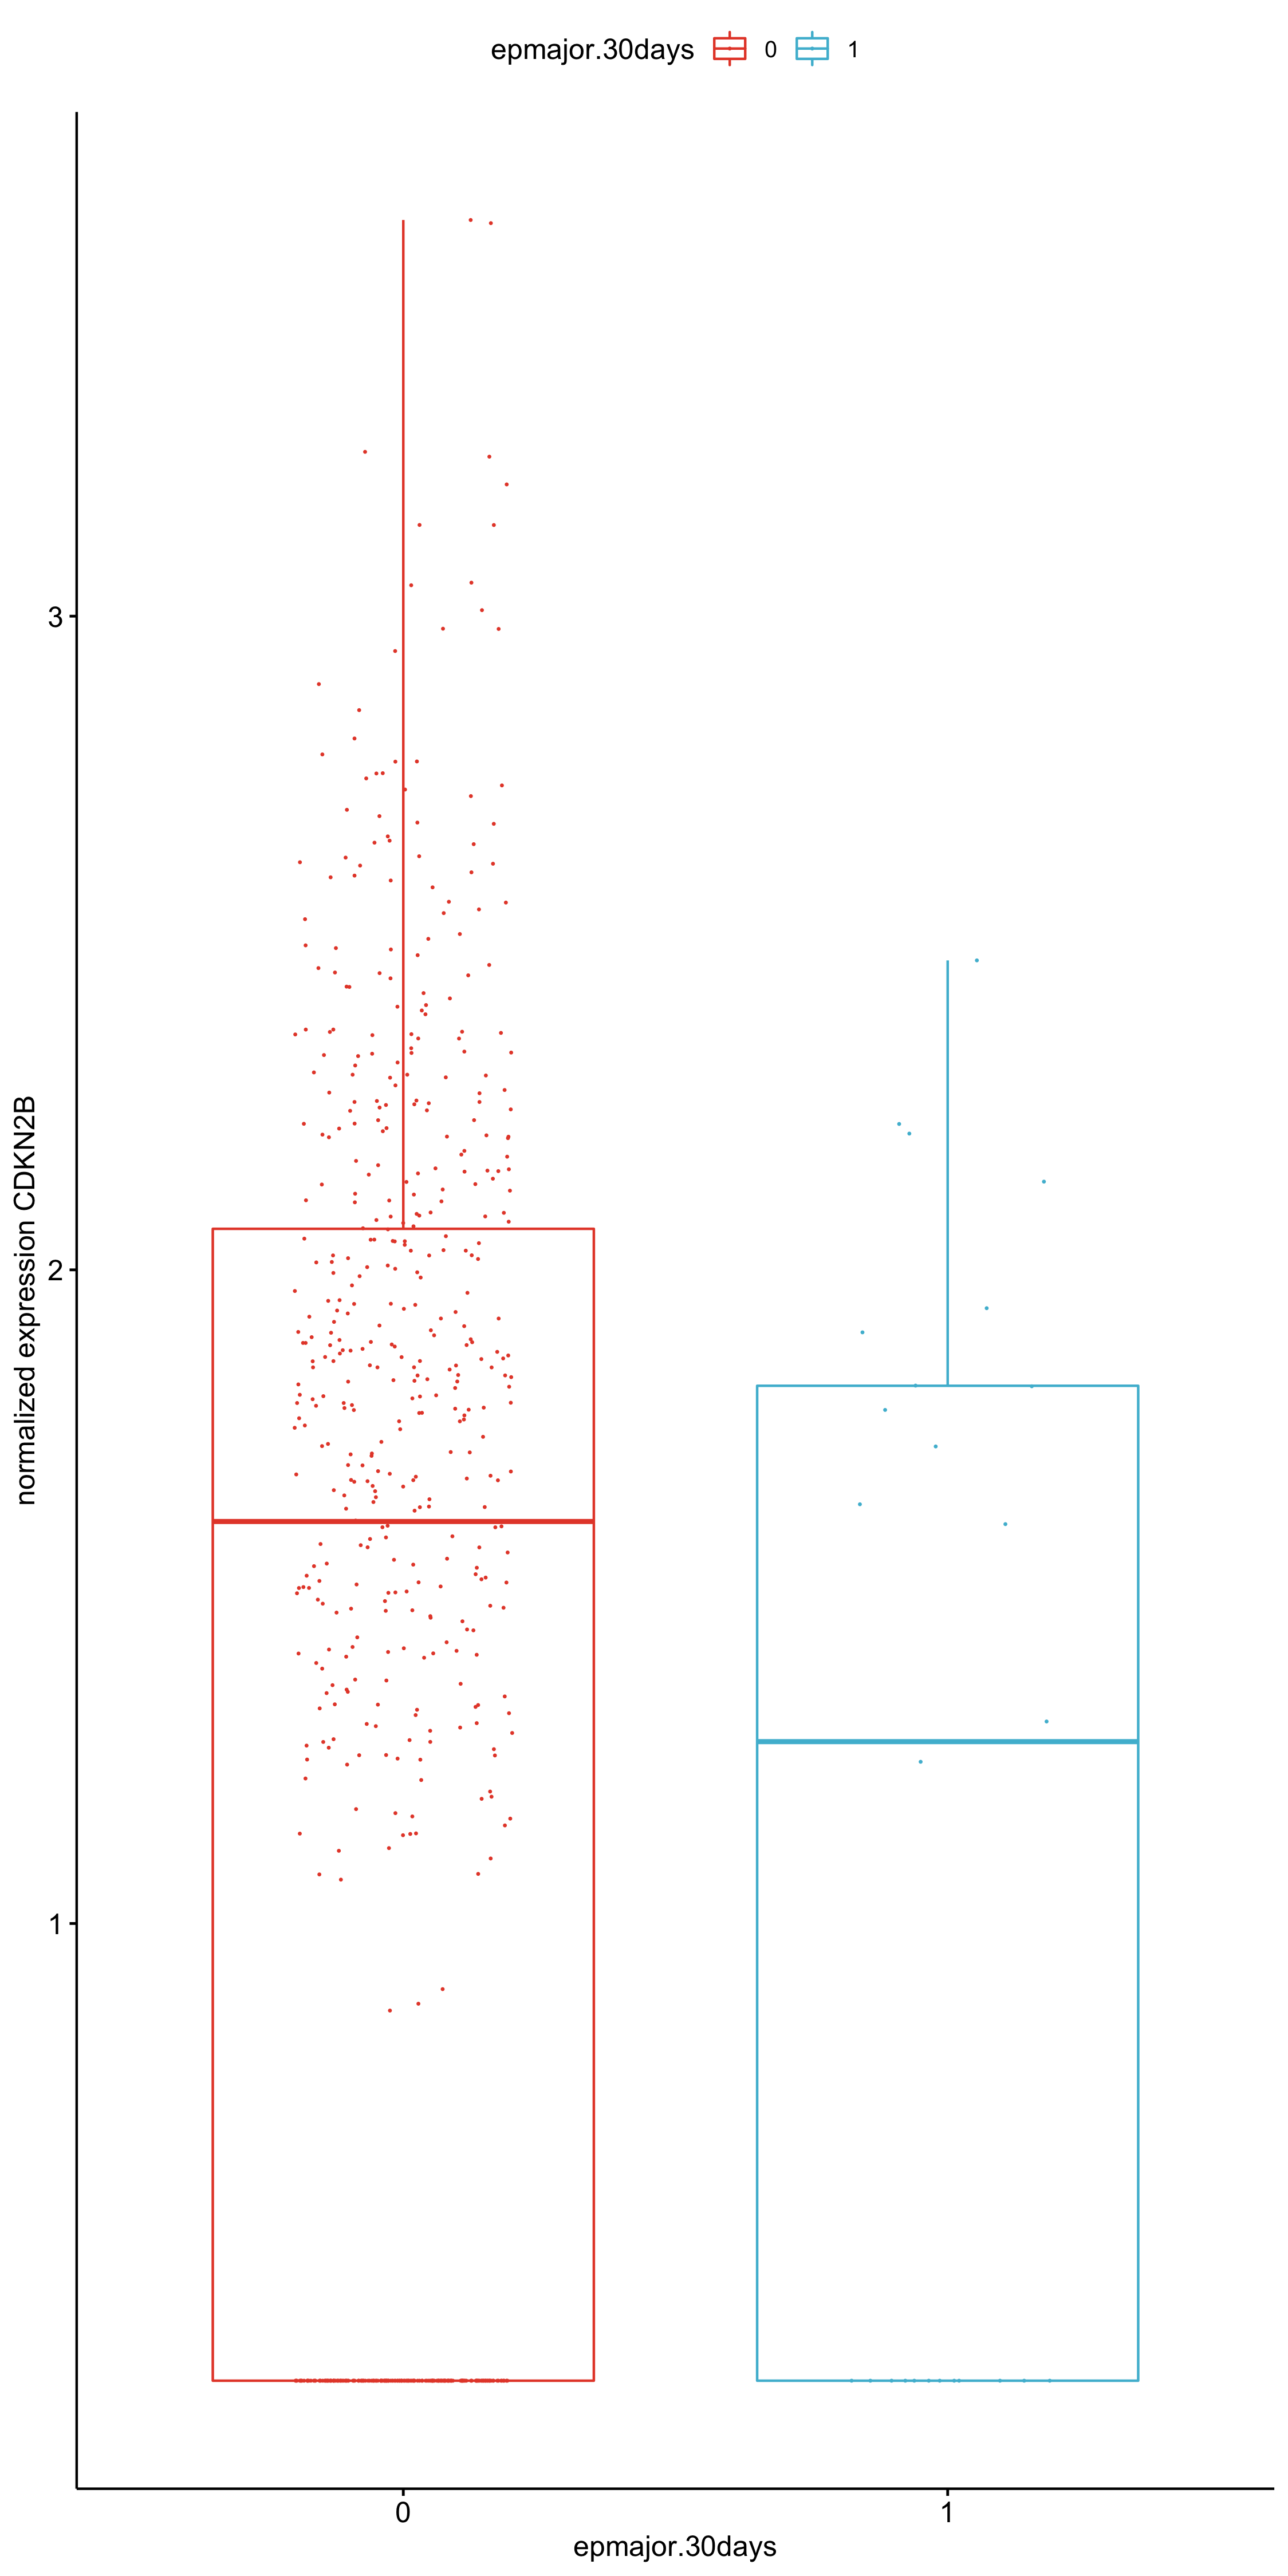 epmajor.30days 0 1
normalized expression CDKN2B
3
2
1
0 1
epmajor.30days